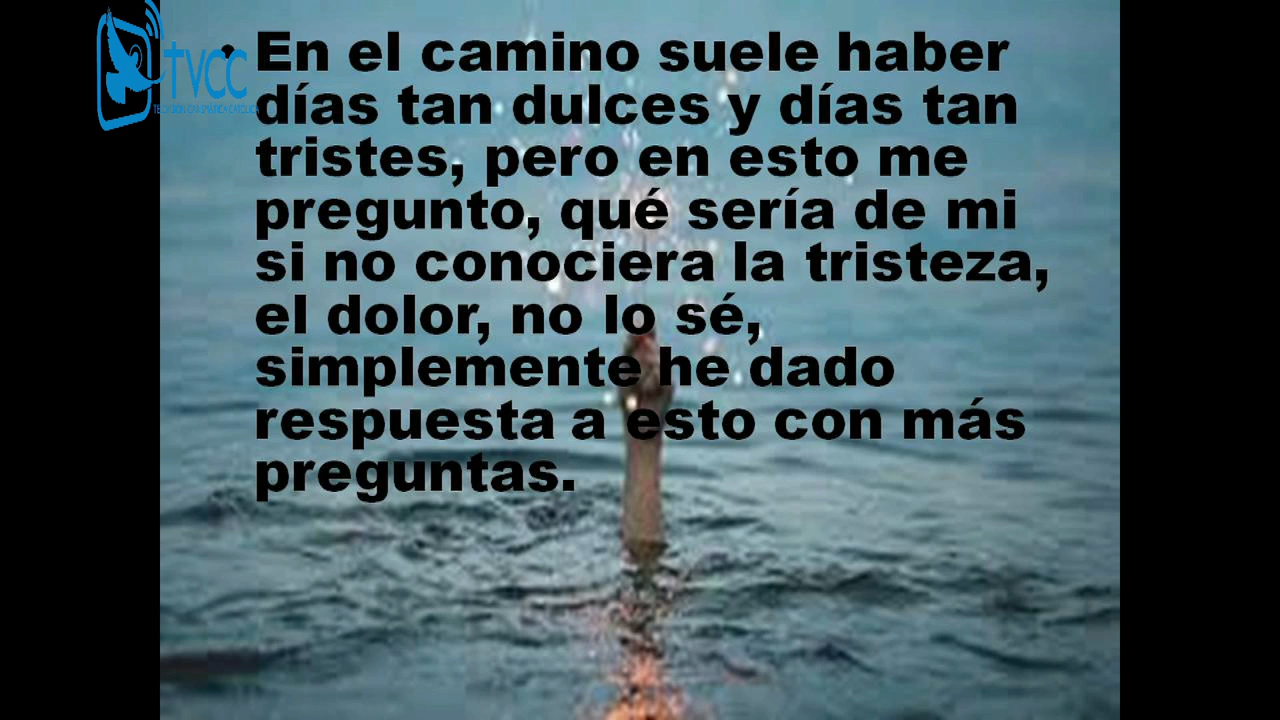 TVCC
En el camino suele haber
días tan dulces y días tan
tristes, pero en esto me
pregunto, qué sería de mi
si no conociera la tristeza,
el dolor, no lo sé,
simplemente he dado
respuesta a esto con más
preguntas.